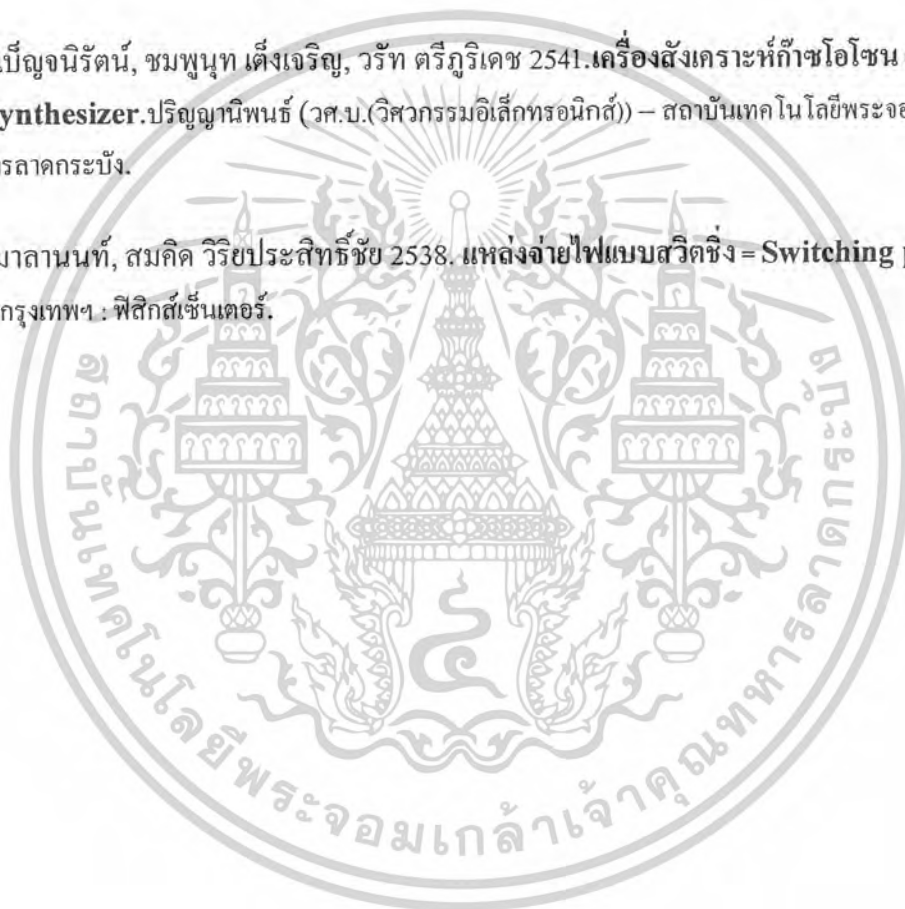 เบ็ญจนิรัตน์, ชมพูนุท เต็งเจริญ, วรัท ตรีภูริเดช 2541.เครื่องสังเคราะห์ก๊าซโอโซน
ynthesizer.ปริญญานิพนธ์ (วศ.บ.(วิศวกรรมอิเล็กทรอนิกส์)) – สถาบันเทคโนโลยีพระจอ
รลาดกระบัง.
มาลานนท์, สมคิด วิริยประสิทธิ์ชัย 2538. แหล่งจ่ายไฟแบบสวิตชิ่ง = Switching p
กรุงเทพฯ : ฟิสิกส์เซ็นเตอร์.
สถาบันเทคโนโลยีพระจอมเกล้าเจ้าคุณทหารลาดกระบัง
๔